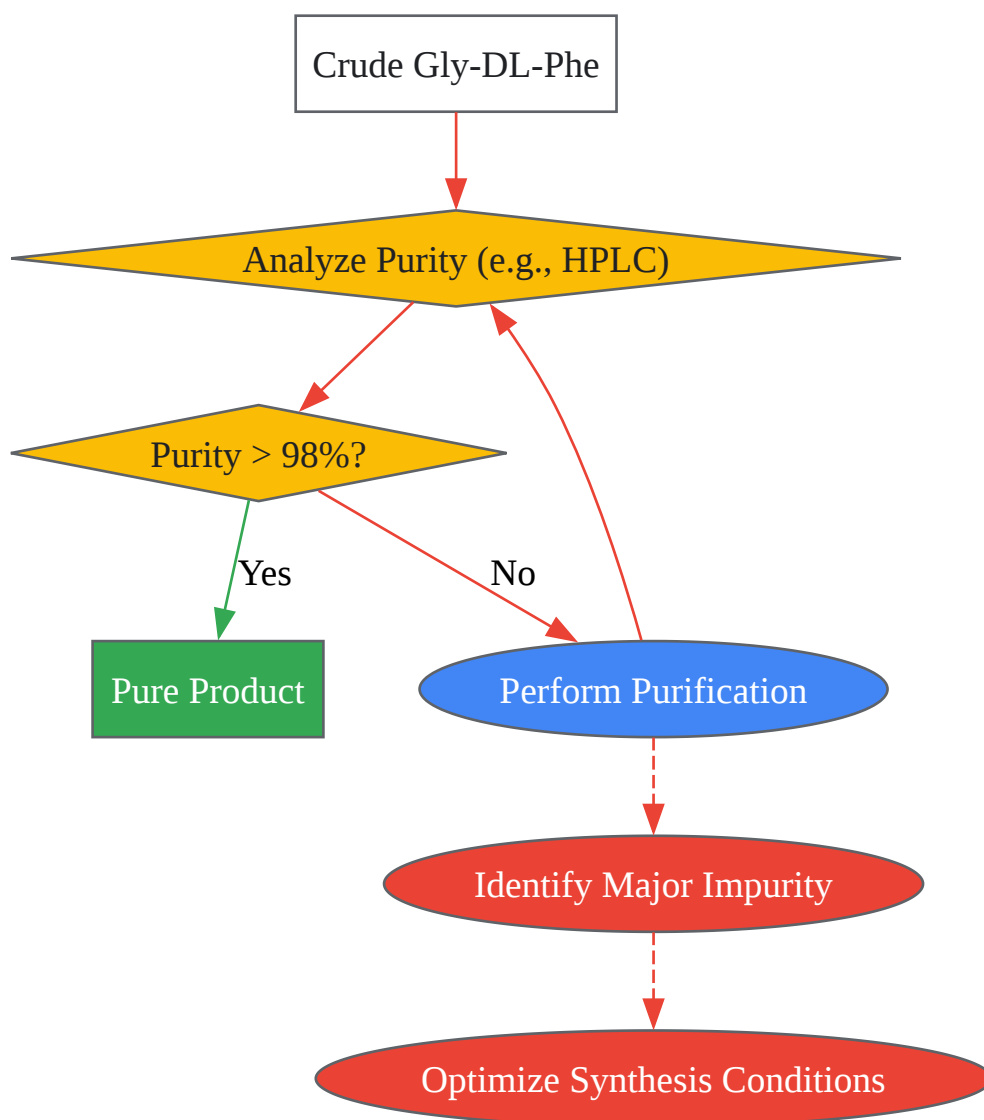 Crude Gly-DL-Phe
Analyze Purity (e.g., HPLC)
Purity > 98%?
Yes
No
Pure Product
Perform Purification
Identify Major Impurity
Optimize Synthesis Conditions